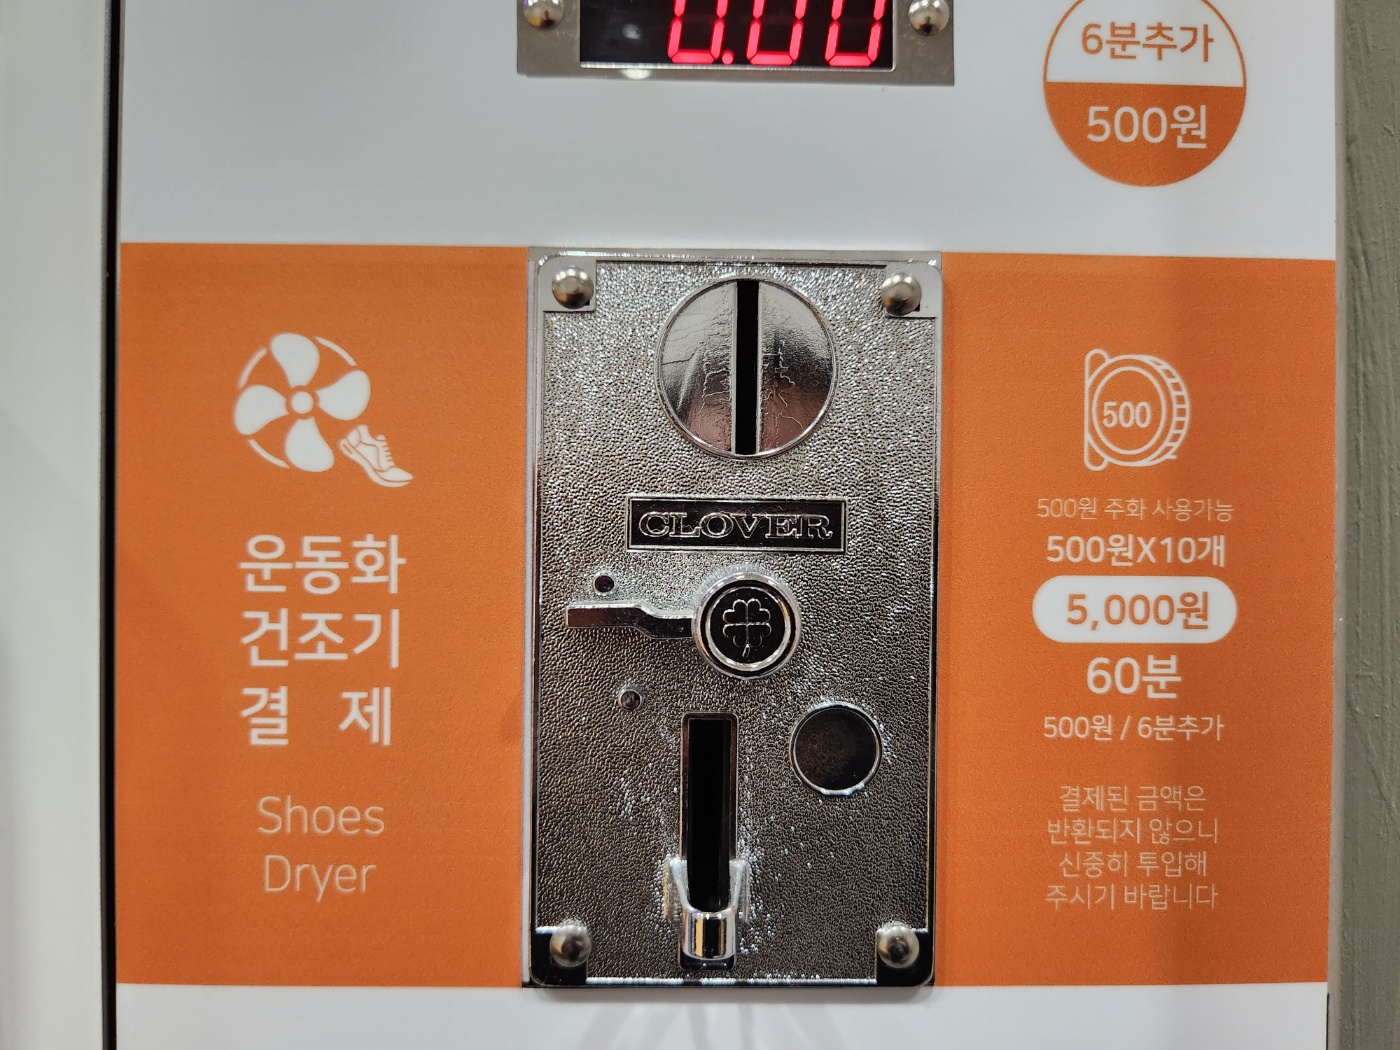 0.00
6분추가
500원
CLOVER
운동화
건조기
결 제
Shoes
Dryer
500
500원 주화 사용가능
500원X10개
5,000원
60분
500원 / 6분추가
결제된 금액은
반환되지 않으니
신중히 투입해
주시기 바랍니다